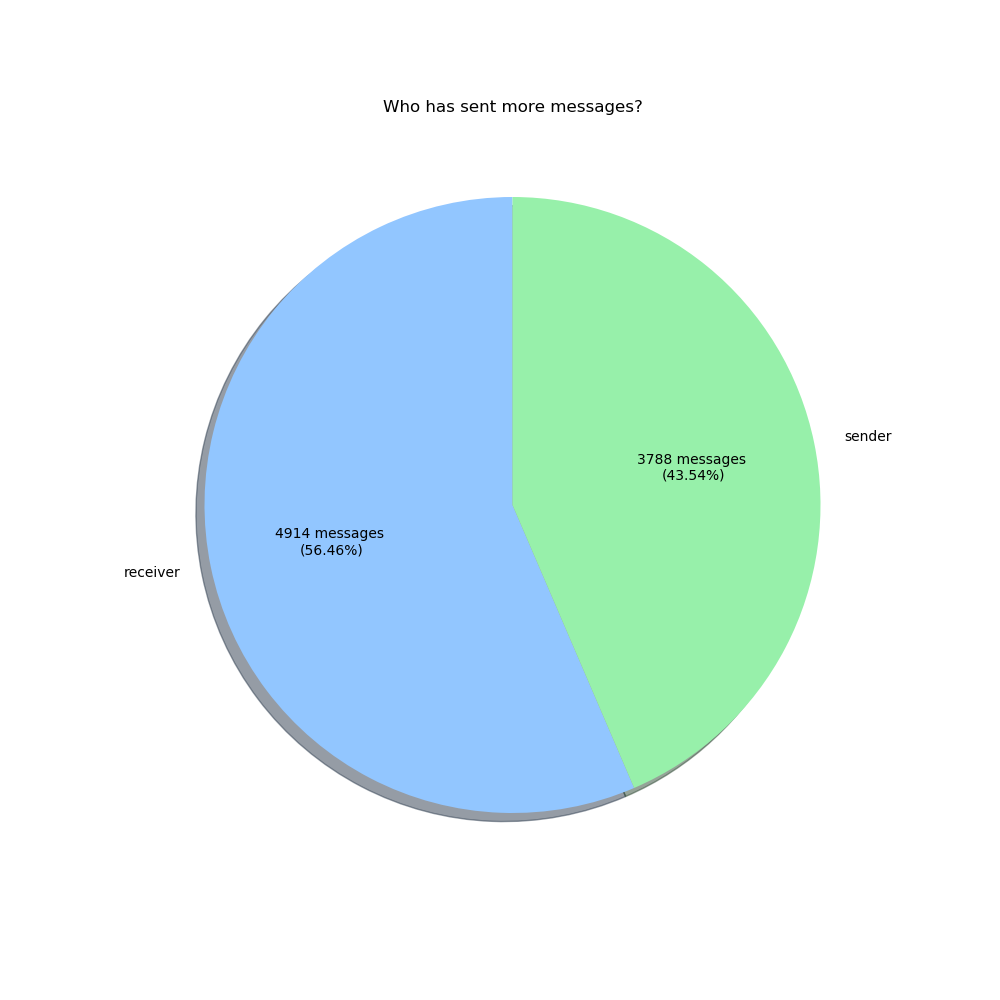 Who has sent more messages?
sender
3788 messages
(43.54%)
4914 messages
(56.46%)
receiver